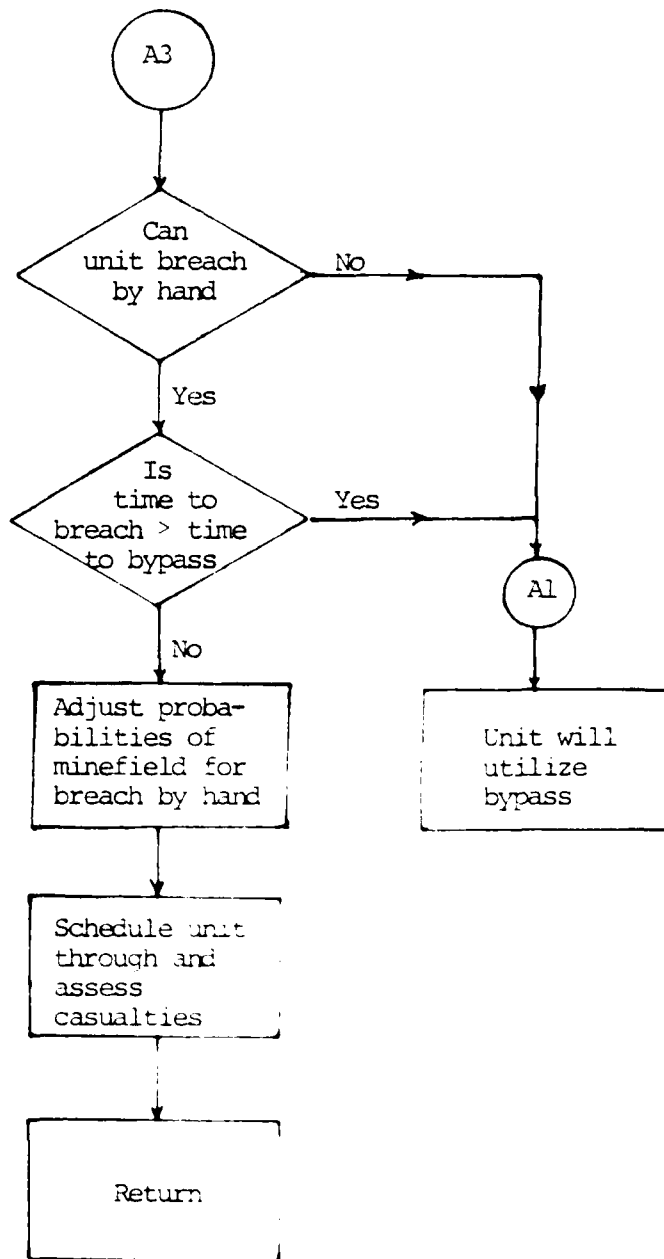 A3
Can
unit breach
by hand
No
Yes
Is
time to
breach > time
to bypass
Yes
A1
No
Adjust proba-
bilities of
minefield for
breach by hand
Unit will
utilize
bypass
Schedule unit
through and
assess
casualties
Return